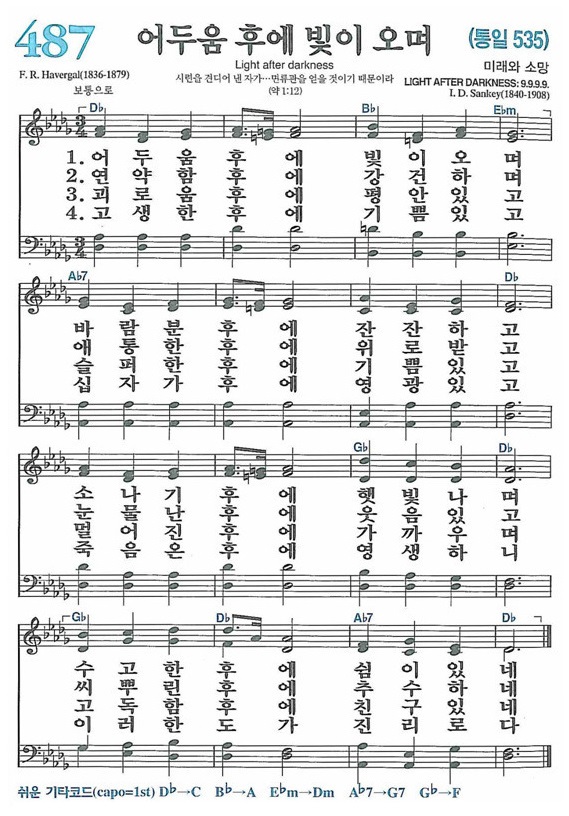 487
어두움 후에 빛이 오며
(통일 535)
Light after darkness
F. R. Havergal(1836-1879)
시련을 견디어 낸 자가…면류관을 얻을 것이기 때문이라
미래와 소망
보통으로
(약 1:12)
LIGHT AFTER DARKNESS: 9.9.9.9.
I. D. Sankey(1840-1908)
D♭ B♭ E♭m
1. 어 두 움 후 에 빛 이 오 며
2. 연 약 함 후 에 강 건 하 며
3. 괴 로 움 후 에 평 안 있 고
4. 고 생 한 후 에 기 쁨 있 고
A♭7 D♭
바 람 분 후 에 잔 잔 하 고
애 통 한 후 에 위 로 받 고
슬 퍼 한 후 에 기 쁨 있 고
십 자 가 후 에 영 광 있 고
G♭ D♭
소 나 기 후 에 햇 빛 나 며
눈 물 난 후 에 웃 음 있 고
멀 어 진 후 에 가 까 우 며
죽 음 온 후 에 영 생 하 니
G♭ D♭ A♭7 D♭
수 고 한 후 에 쉼 이 있 네
씨 뿌 린 후 에 추 수 하 네
고 독 함 후 에 친 구 있 네
이 러 한 도 가 진 리 로 다
쉬운 기타코드(capo=1st) D♭→C B♭→A E♭m→Dm A♭7→G7 G♭→F